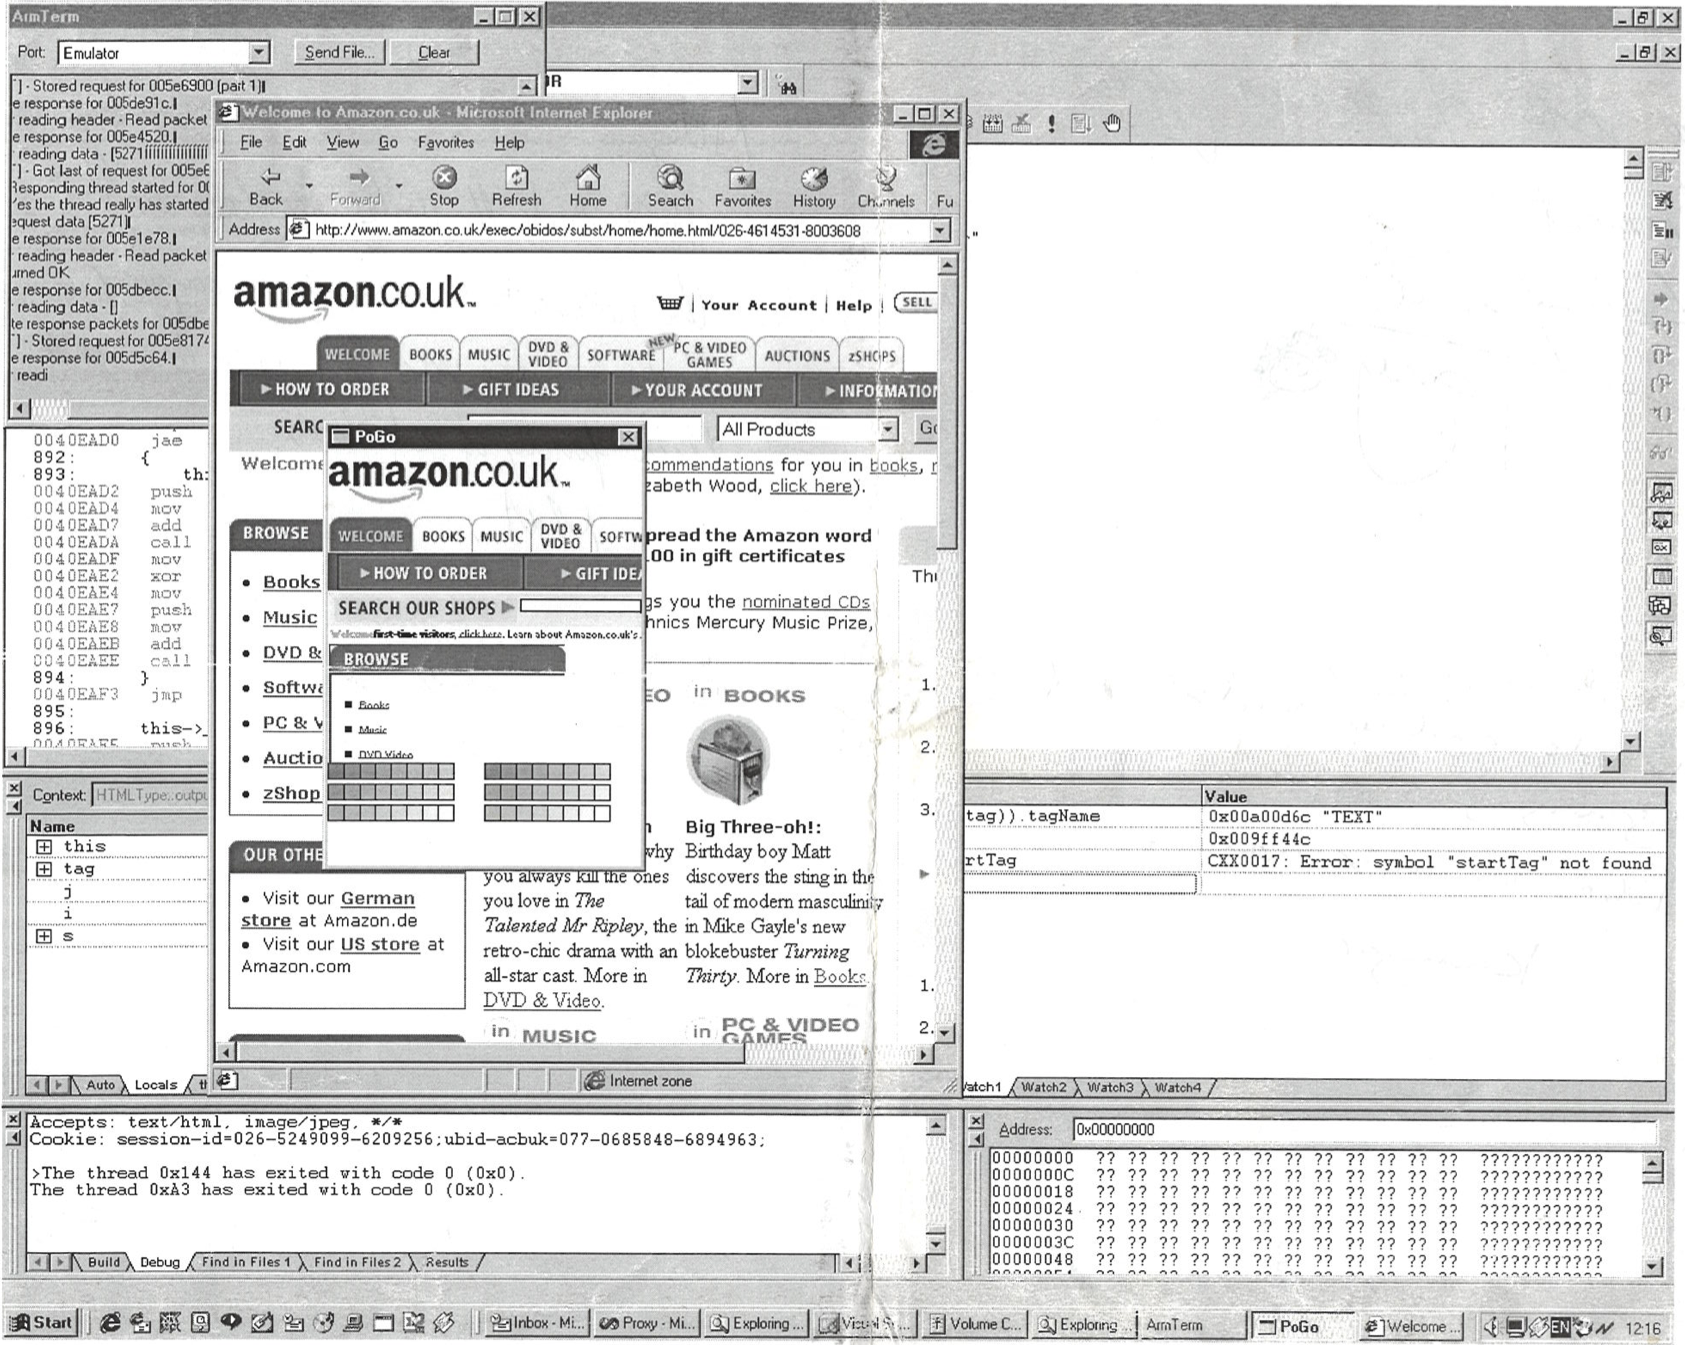 ArmTerm
Port: Emulator Send File... Clear
"] - Stored request for 005e6900 (part 1)
e response for 005de91c.
reading header - Read packet
e response for 005e4520.
reading data - [5271
"] - Got last of request for 005e6
Responding thread started for 00
Yes the thread really has started
equest data [5271]
e response for 005e1e78.
reading header - Read packet
urned OK
e response for 005dbecc.
reading data - []
te response packets for 005dbe
"] - Stored request for 005e8174
e response for 005d5c64.
readi
Welcome to Amazon.co.uk - Microsoft Internet Explorer
File Edit View Go Favorites Help
Back Forward Stop Refresh Home Search Favorites History Channels Fu
Address http://www.amazon.co.uk/exec/obidos/subst/home/home.html/026-4614531-8003608
amazon.co.uk
Your Account | Help | SELL
WELCOME BOOKS MUSIC DVD & VIDEO SOFTWARE NEW PC & VIDEO GAMES AUCTIONS zSHOPS
HOW TO ORDER GIFT IDEAS YOUR ACCOUNT INFORMATION
SEARC All Products Go
Welcome
commendations for you in books,
zabeth Wood, click here).
pread the Amazon word
.00 in gift certificates
Thi
gs you the nominated CDs
hnics Mercury Music Prize,
BROWSE
• Books
• Music
• DVD &
• Softwa
• PC & V
• Auctio
• zShop
OUR OTHE
• Visit our German
store at Amazon.de
• Visit our US store at
Amazon.com
PoGo
amazon.co.uk
WELCOME BOOKS MUSIC DVD & VIDEO SOFTW
HOW TO ORDER GIFT IDEA
SEARCH OUR SHOPS
Welcome first-time visitors, click here. Learn about Amazon.co.uk's
BROWSE
Books
Music
DVD Video
EO
why
you always kill the ones
you love in The
Talented Mr Ripley, the
retro-chic drama with an
all-star cast. More in
DVD & Video.
in MUSIC
in BOOKS
Big Three-oh!:
Birthday boy Matt
discovers the sting in the
tail of modern masculinity
in Mike Gayle's new
blokebuster Turning
Thirty. More in Books.
in PC & VIDEO
GAMES
1.
2.
3.
1.
2.
Internet zone
0040EAD0 jae
892: {
893: th:
0040EAD2 push
0040EAD4 mov
0040EAD7 add
0040EADA call
0040EADF mov
0040EAE2 xor
0040EAE4 mov
0040EAE7 push
0040EAE8 mov
0040EAEB add
0040EAEE call
894: }
0040EAF3 jmp
895:
896: this->_
0040EAF5 push
Context: HTMLType::outpu
Name
this
tag
j
i
s
Auto Locals th
Value
tag)).tagName 0x00a00d6c "TEXT"
0x009ff44c
rtTag CXX0017: Error: symbol "startTag" not found
atch1 Watch2 Watch3 Watch4
Accepts: text/html, image/jpeg, */*
Cookie: session-id=026-5249099-6209256;ubid-acbuk=077-0685848-6894963;
>The thread 0x144 has exited with code 0 (0x0).
The thread 0xA3 has exited with code 0 (0x0).
Build Debug Find in Files 1 Find in Files 2 Results
Address: 0x00000000
00000000 ?? ?? ?? ?? ?? ?? ?? ?? ?? ?? ?? ?? ????????????
0000000C ?? ?? ?? ?? ?? ?? ?? ?? ?? ?? ?? ?? ????????????
00000018 ?? ?? ?? ?? ?? ?? ?? ?? ?? ?? ?? ?? ????????????
00000024 ?? ?? ?? ?? ?? ?? ?? ?? ?? ?? ?? ?? ????????????
00000030 ?? ?? ?? ?? ?? ?? ?? ?? ?? ?? ?? ?? ????????????
0000003C ?? ?? ?? ?? ?? ?? ?? ?? ?? ?? ?? ?? ????????????
00000048 ?? ?? ?? ?? ?? ?? ?? ?? ?? ?? ?? ?? ????????????
00000054 ?? ?? ?? ?? ?? ?? ?? ?? ?? ?? ?? ?? ????????????
Start Inbox - Mi... Proxy - Mi... Exploring ... Visual S... Volume C... Exploring ... ArmTerm PoGo Welcome ... EN 12:16